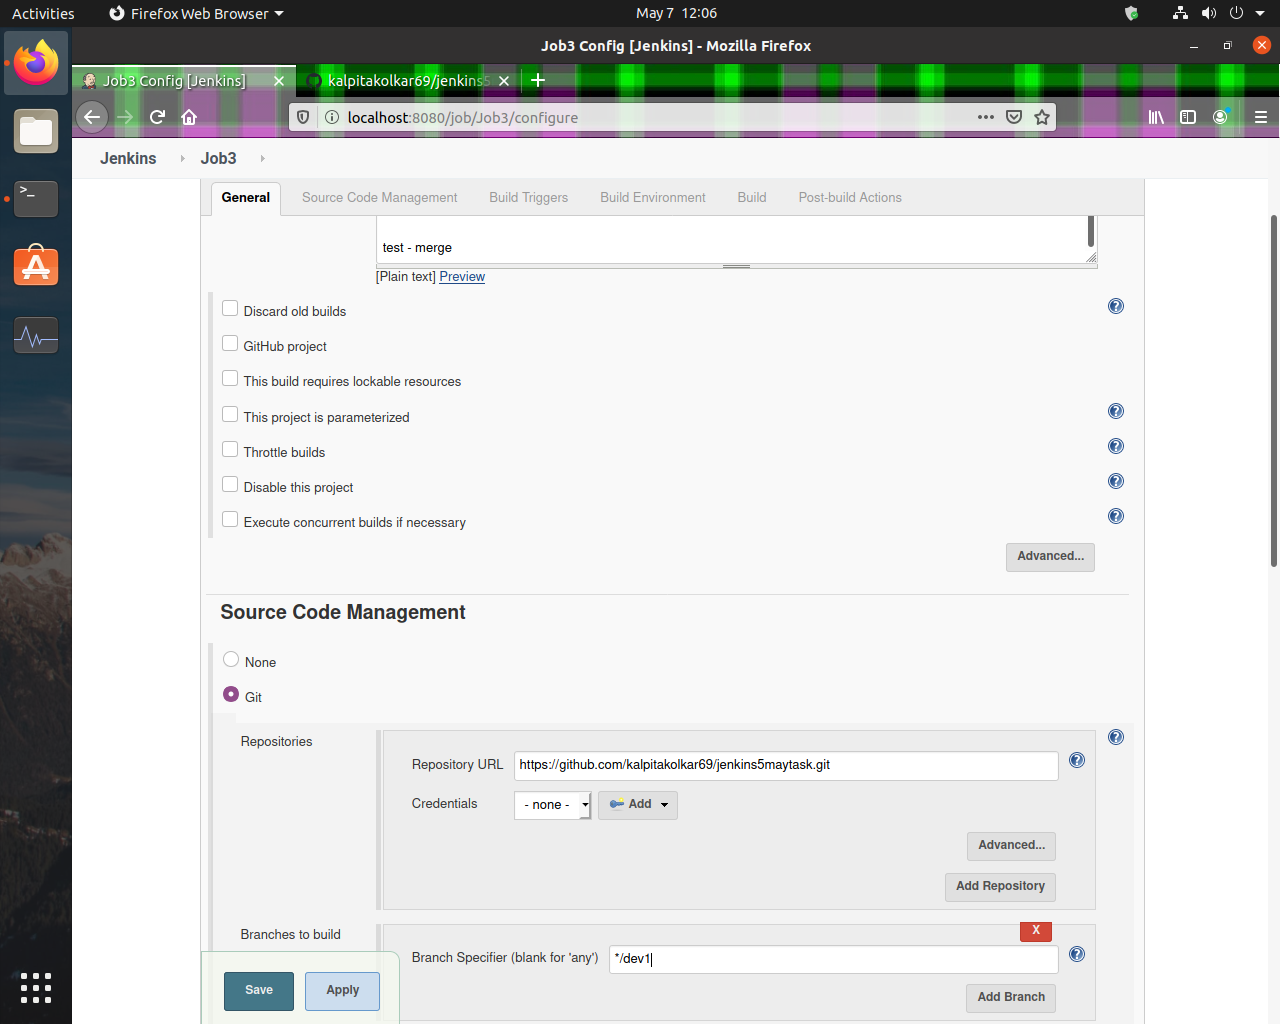 Activities
Firefox Web Browser
May 7 12:06
Job3 Config [Jenkins] - Mozilla Firefox
Job3 Config [Jenkins]
kalpitakolkar69/jenkins5
localhost:8080/job/Job3/configure
Jenkins
Job3
General
Source Code Management
Build Triggers
Build Environment
Build
Post-build Actions
test - merge
[Plain text] Preview
Discard old builds
GitHub project
This build requires lockable resources
This project is parameterized
Throttle builds
Disable this project
Execute concurrent builds if necessary
Advanced...
Source Code Management
None
Git
Repositories
Repository URL
https://github.com/kalpitakolkar69/jenkins5maytask.git
Credentials
- none -
Add
Advanced...
Add Repository
Branches to build
X
Branch Specifier (blank for 'any')
*/dev1
Add Branch
Save
Apply